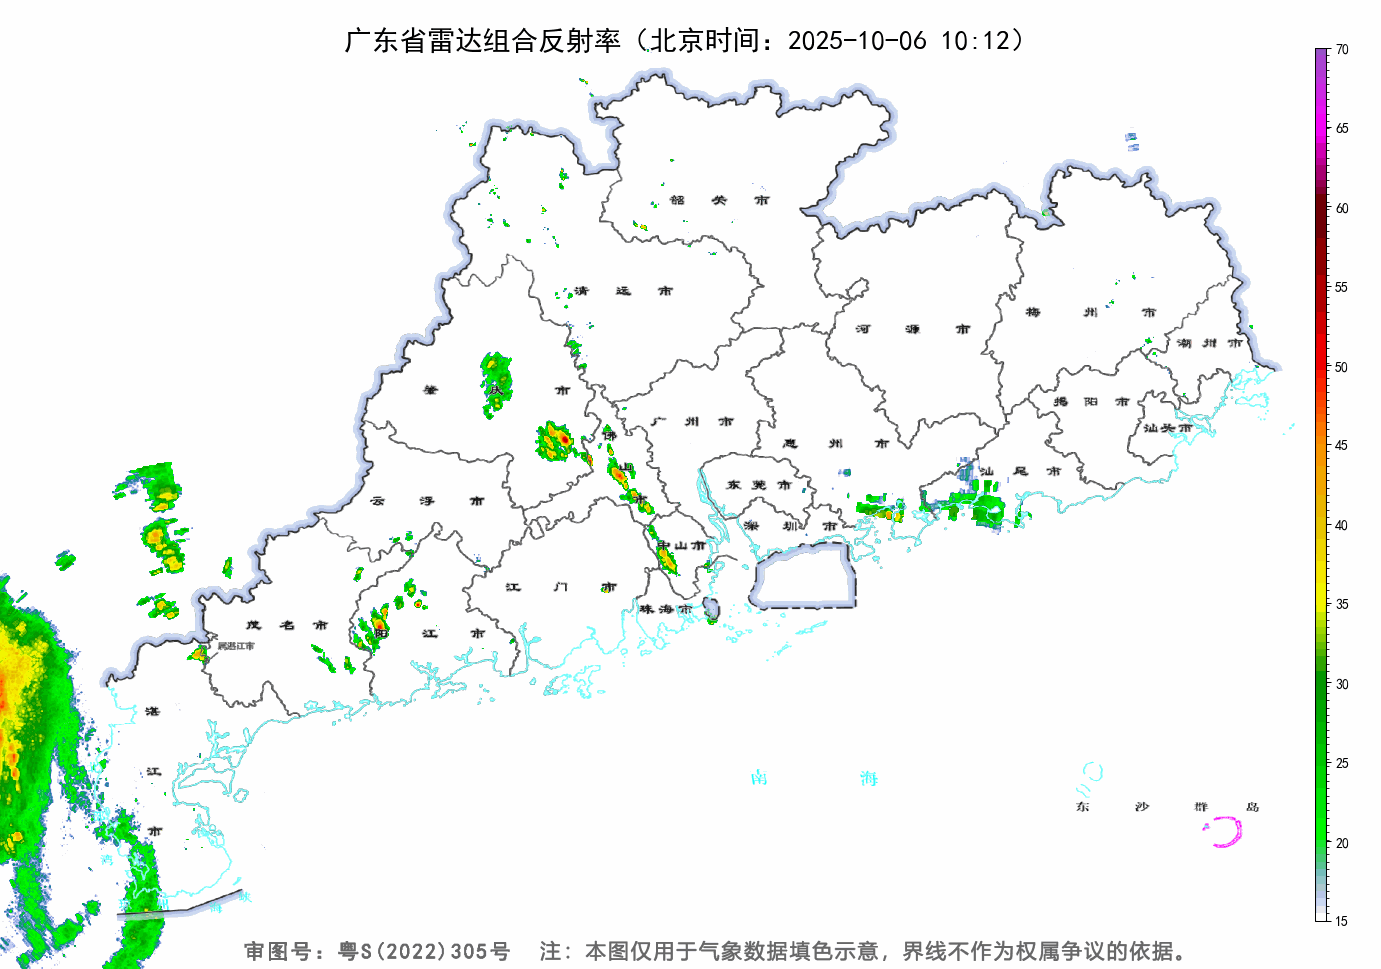 广东省雷达组合反射率（北京时间：2025-10-06 10:12）
70
65
60
55
50
45
40
35
30
25
20
15
韶关市
清远市
河源市
梅州市
潮州市
肇庆市
广州市
揭阳市
汕头市
佛山市
惠州市
汕尾市
云浮市
东莞市
深圳市
中山市
江门市
珠海市
茂名市
阳江市
属湛江市
湛江市
南海
东沙群岛
湾
琼州海峡
审图号：粤S(2022)305号 注：本图仅用于气象数据填色示意，界线不作为权属争议的依据。